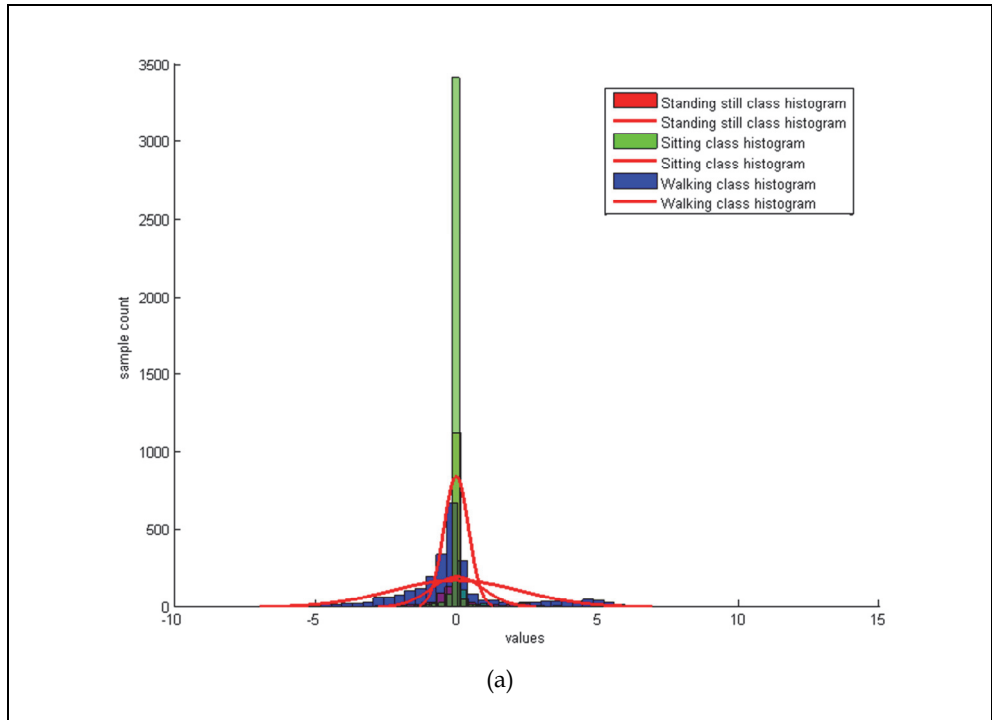 3500
3000
2500
2000
1500
1000
500
0
sample count
-10
-5
0
5
10
15
values
Standing still class histogram
Standing still class histogram
Sitting class histogram
Sitting class histogram
Walking class histogram
Walking class histogram
(a)